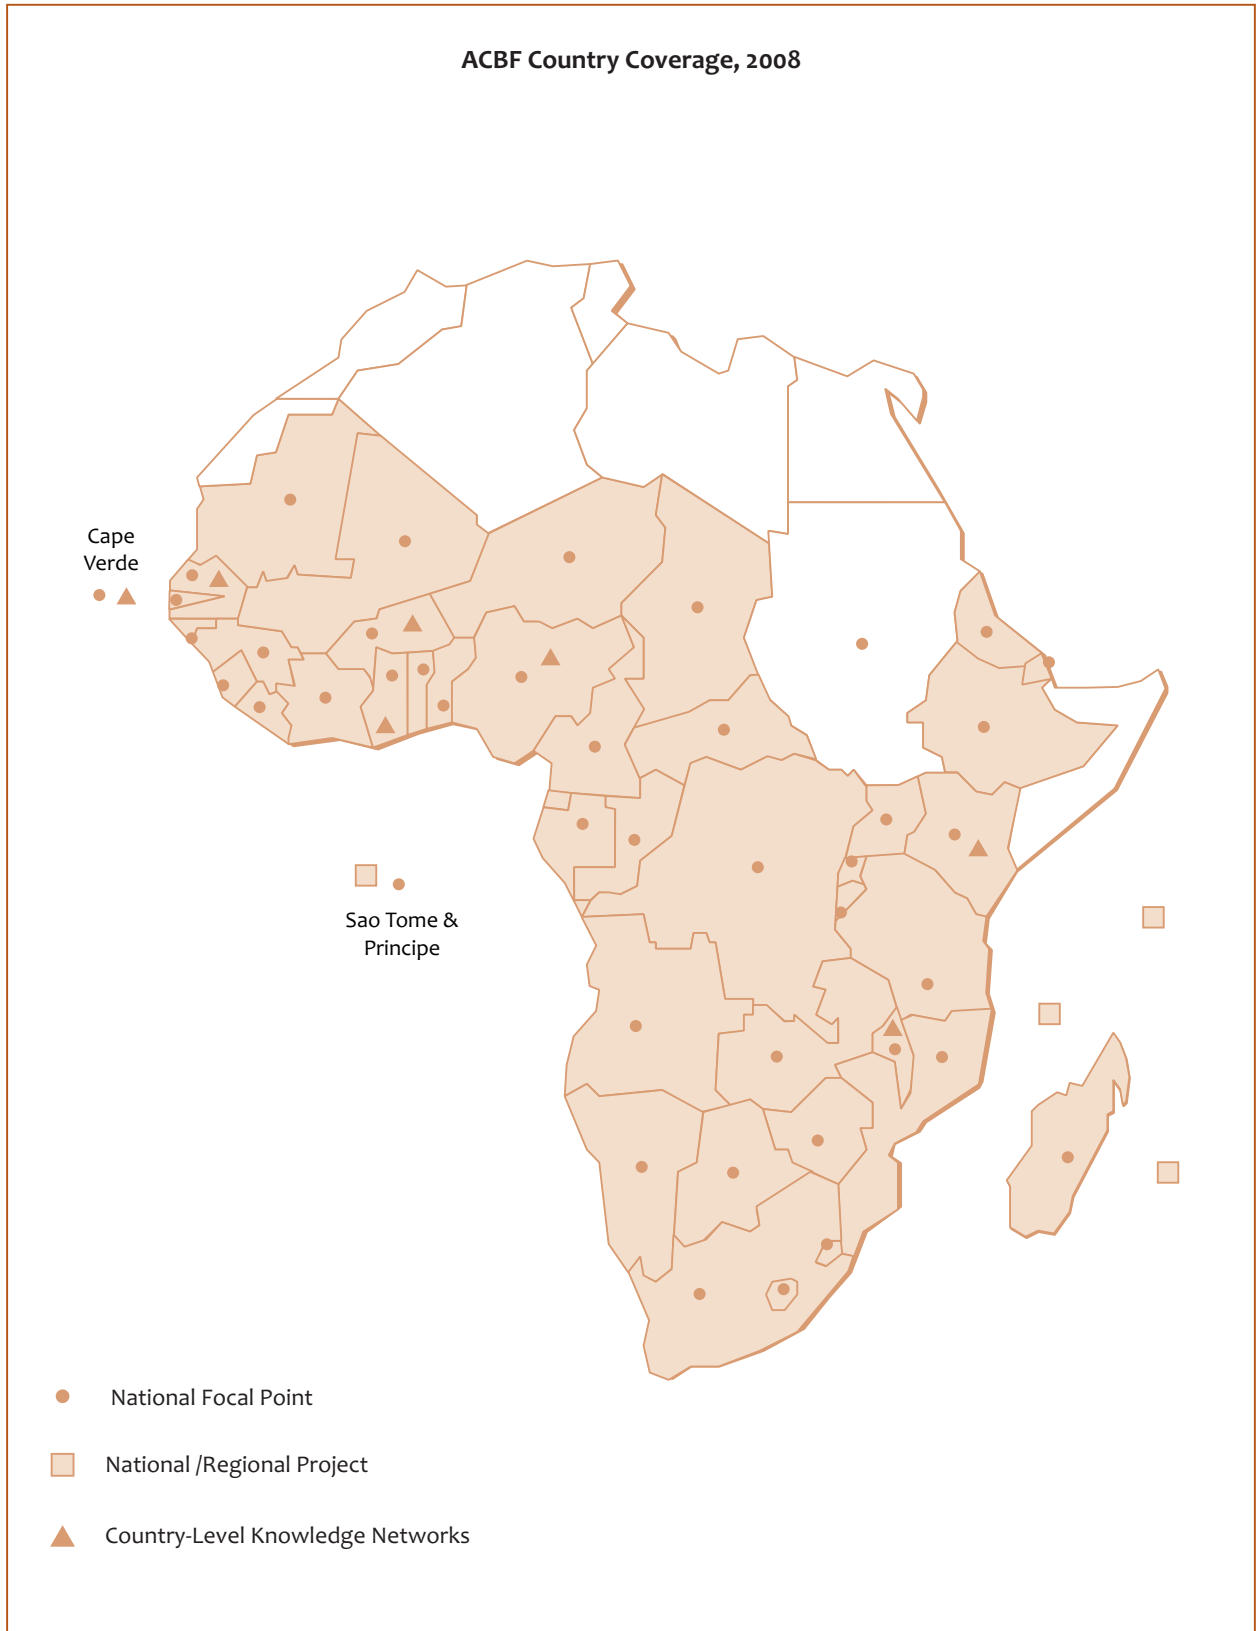 ACBF Country Coverage, 2008
Cape
Verde
Sao Tome &
Principe
National Focal Point
National /Regional Project
Country-Level Knowledge Networks